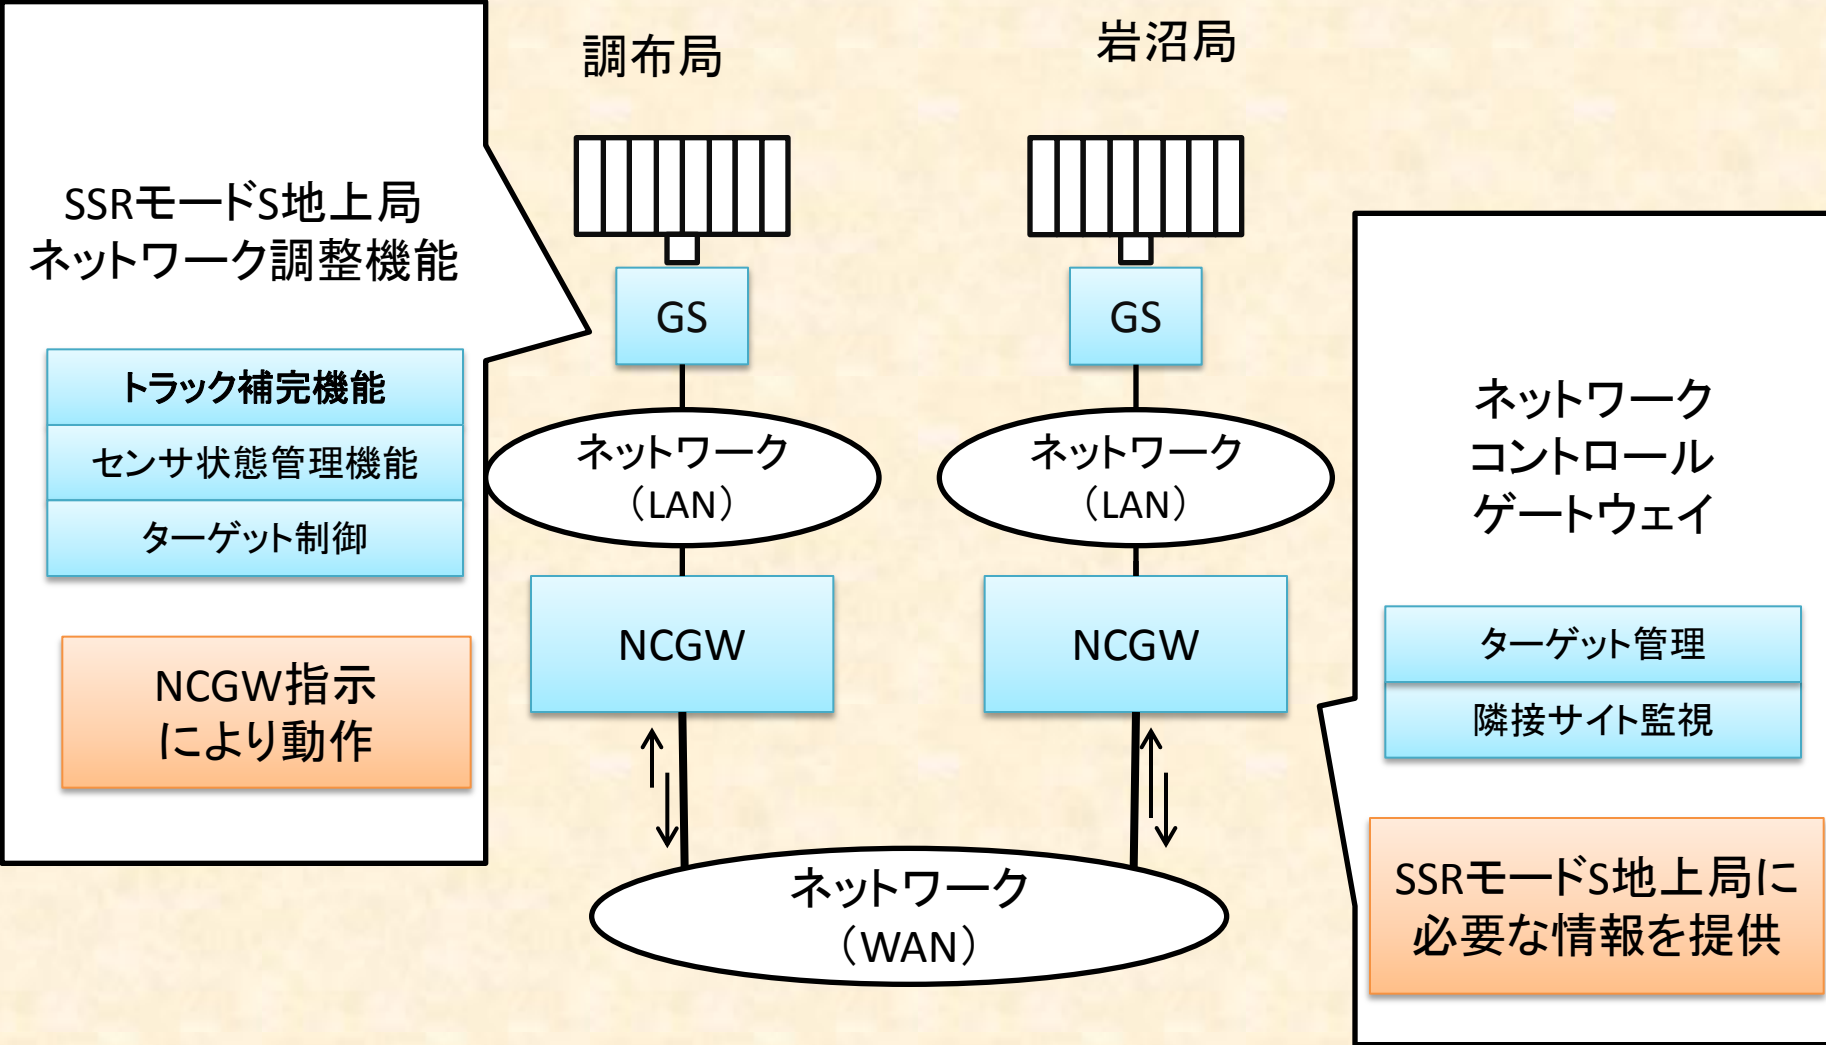 SSRモードS地上局
ネットワーク調整機能
トラック補完機能
センサ状態管理機能
ターゲット制御
NCGW指示
により動作
調布局
GS
ネットワーク
（LAN）
NCGW
岩沼局
GS
ネットワーク
（LAN）
NCGW
ネットワーク
（WAN）
ネットワーク
コントロール
ゲートウェイ
ターゲット管理
隣接サイト監視
SSRモードS地上局に
必要な情報を提供